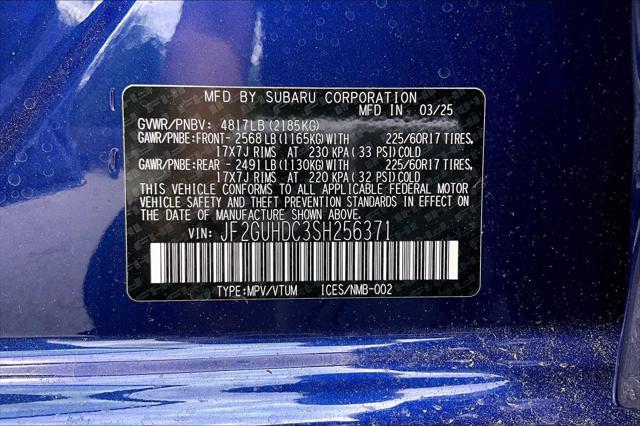 MFD BY SUBARU CORPORATION
MFD IN 03/25
GVWR/PNBV: 4817LB (2185KG)
GAWR/PNBE:FRONT-2568LB(1165KG)WITH 225/60R17 TIRES,
17X7J RIMS AT 230 KPA (33 PSI)COLD
GAWR/PNBE:REAR -2491LB(1130KG)WITH 225/60R17 TIRES,
17X7J RIMS AT 220 KPA (32 PSI)COLD
THIS VEHICLE CONFORMS TO ALL APPLICABLE FEDERAL MOTOR
VEHICLE SAFETY AND THEFT PREVENTION STANDARDS IN EFFECT
ON THE DATE OF MANUFACTURE SHOWN ABOVE.
VIN: JF2GUHDC3SH256371
TYPE:MPV/VTUM ICES/NMB-002